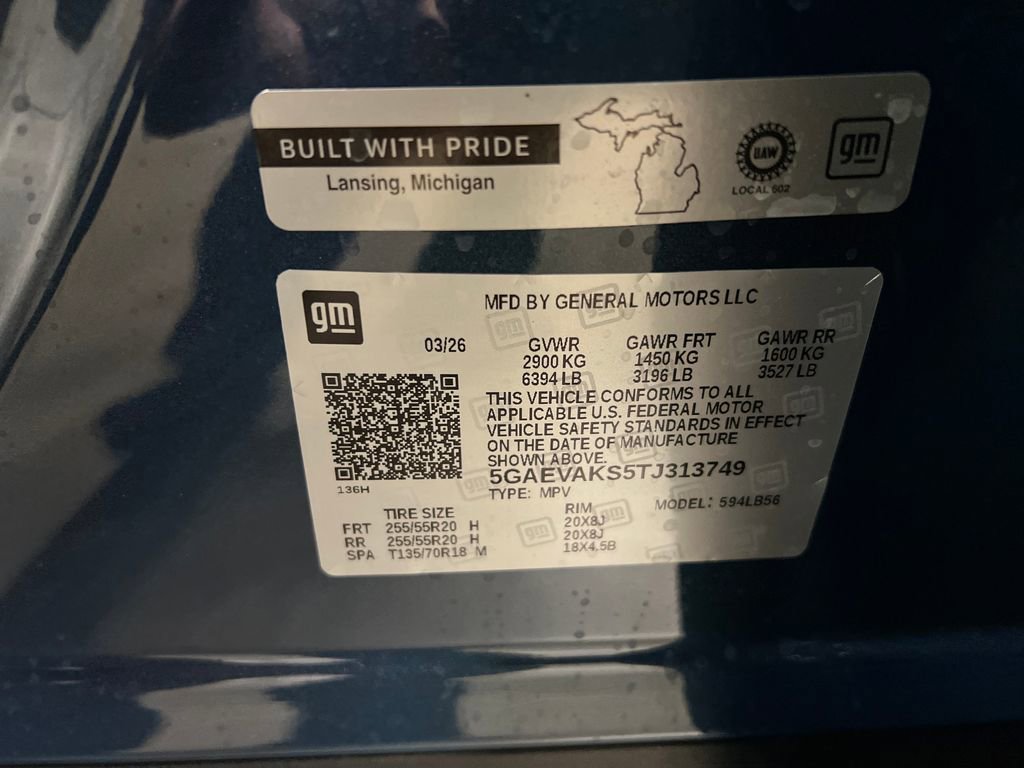 BUILT WITH PRIDE
Lansing, Michigan
UAW
LOCAL 602
gm
gm
MFD BY GENERAL MOTORS LLC
03/26
GVWR GAWR FRT GAWR RR
2900 KG 1450 KG 1600 KG
6394 LB 3196 LB 3527 LB
THIS VEHICLE CONFORMS TO ALL
APPLICABLE U.S. FEDERAL MOTOR
VEHICLE SAFETY STANDARDS IN EFFECT
ON THE DATE OF MANUFACTURE
SHOWN ABOVE.
5GAEVAKS5TJ313749
136H
TYPE: MPV MODEL: 594LB56
TIRE SIZE RIM
FRT 255/55R20 H 20X8J
RR 255/55R20 H 20X8J
SPA T135/70R18 M 18X4.5B